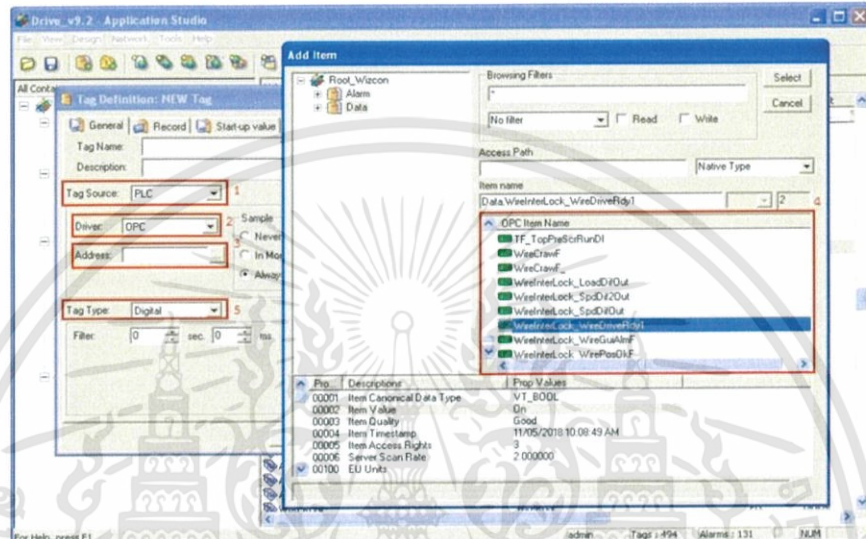 Drive_v9.2 - Application Studio
File View Design Network Tools Help
All Conta
Tag Definition: NEW Tag
General Record Start-up value
Tag Name:
Description:
Tag Source: PLC 1
Driver: OPC 2
Address: 3
Sample
Never
In Mo
Always
Tag Type: Digital 5
Filter: 0 sec. 0 ms
Add Item
Root_Wizcon
Alarm
Data
Browsing Filters
*
No filter Read Write
Select
Cancel
Access Path
Native Type
Item name
Data.WireInterLock_WireDriveRdy1 2 4
OPC Item Name
TF_TopPreScrRunDI
WireCrawF
WireCrawF_
WireInterLock_LoadDifOut
WireInterLock_SpdDif2Out
WireInterLock_SpdDifOut
WireInterLock_WireDriveRdy1
WireInterLock_WireGuiAlmF
WireInterLock_WirePosOkF
Pro... Descriptions Prop Values
00001 Item Canonical Data Type VT_BOOL
00002 Item Value On
00003 Item Quality Good
00004 Item Timestamp 11/05/2018 10:08:49 AM
00005 Item Access Rights 3
00006 Server Scan Rate 2.000000
00100 EU Units
For Help, press F1 admin Tags : 494 Alarms : 131 NUM